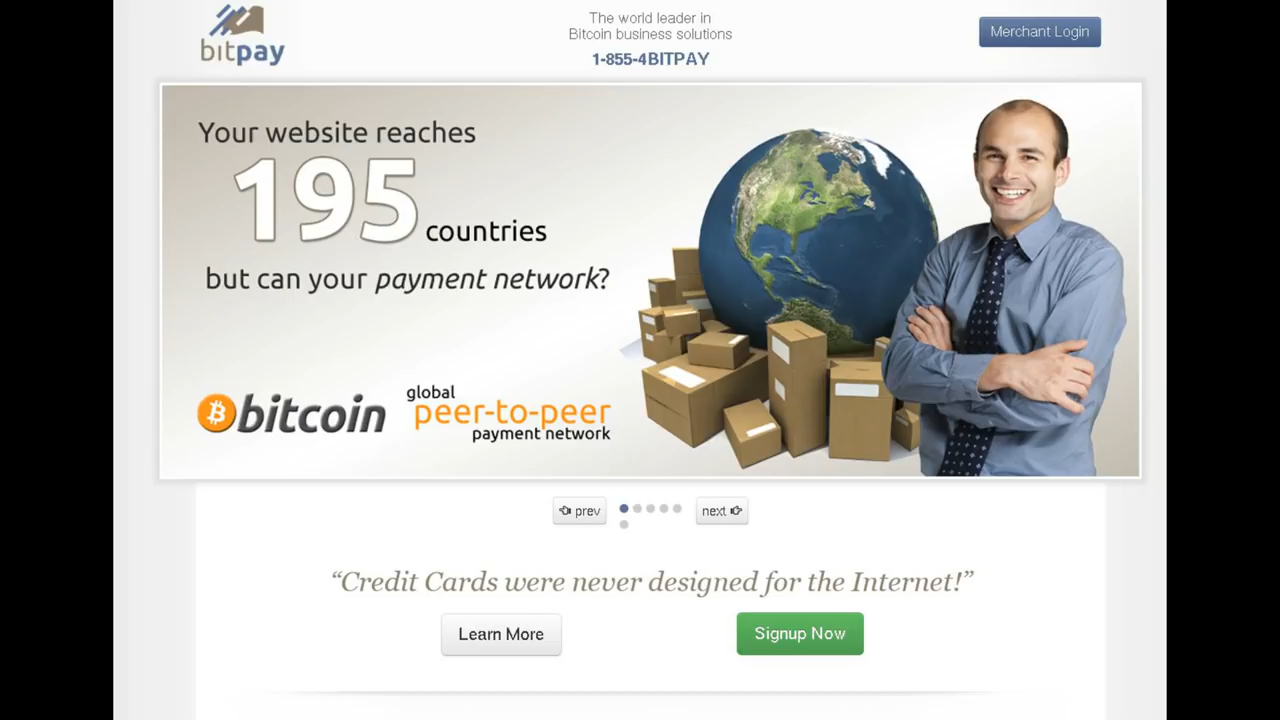 bitpay
The world leader in
Bitcoin business solutions
1-855-4BITPAY
Merchant Login
Your website reaches
195 countries
but can your payment network?
bitcoin
global
peer-to-peer
payment network
prev
next
“Credit Cards were never designed for the Internet!”
Learn More
Signup Now